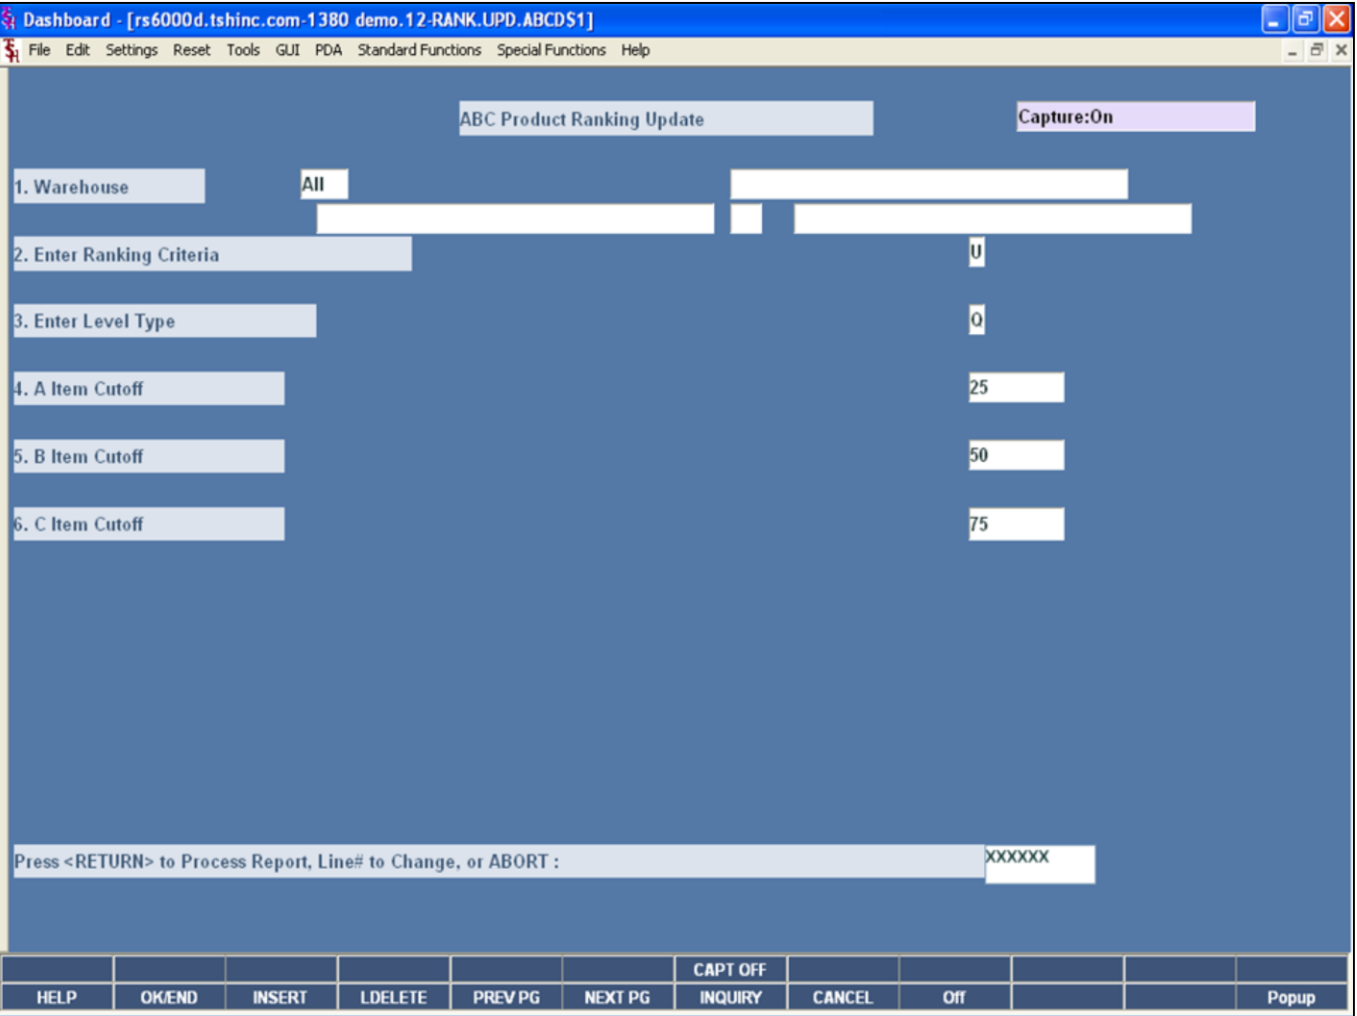 Dashboard - [rs6000d.tshinc.com-1380 demo.12-RANK.UPD.ABCD$1]
File Edit Settings Reset Tools GUI PDA Standard Functions Special Functions Help
ABC Product Ranking Update Capture:On
1. Warehouse All
2. Enter Ranking Criteria U
3. Enter Level Type Q
4. A Item Cutoff 25
5. B Item Cutoff 50
6. C Item Cutoff 75
Press <RETURN> to Process Report, Line# to Change, or ABORT : XXXXXX
CAPT OFF
HELP OK/END INSERT LDELETE PREV PG NEXT PG INQUIRY CANCEL Off Popup